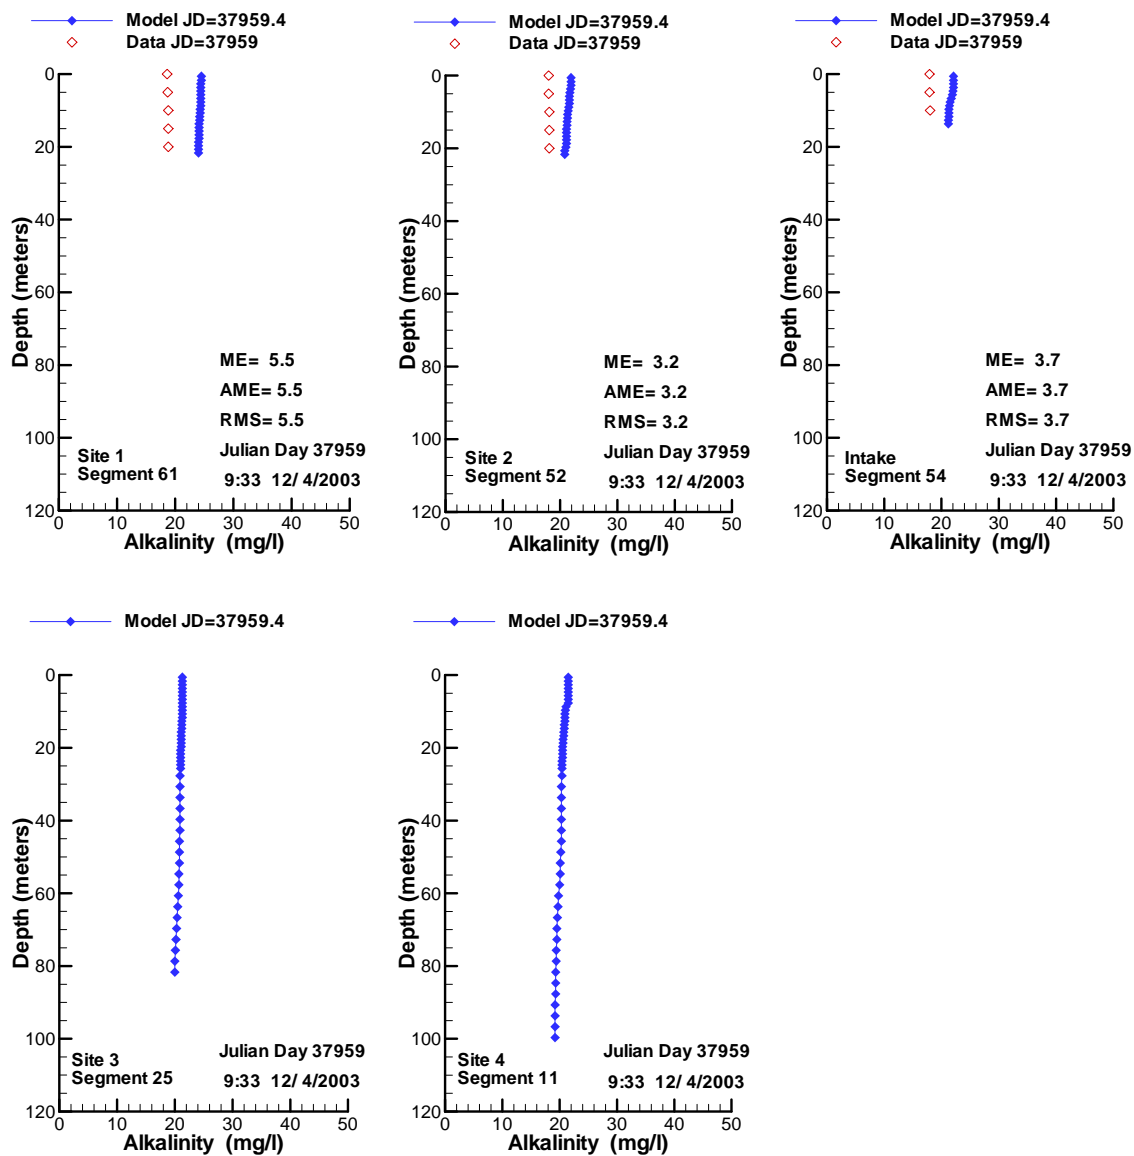 Model JD=37959.4
Data JD=37959
0
20
40
60
80
100
120
Depth (meters)
ME= 5.5
AME= 5.5
RMS= 5.5
Julian Day 37959
9:33 12/ 4/2003
Site 1
Segment 61
0 10 20 30 40 50
Alkalinity (mg/l)
Model JD=37959.4
Data JD=37959
0
20
40
60
80
100
120
Depth (meters)
ME= 3.2
AME= 3.2
RMS= 3.2
Julian Day 37959
9:33 12/ 4/2003
Site 2
Segment 52
0 10 20 30 40 50
Alkalinity (mg/l)
Model JD=37959.4
Data JD=37959
0
20
40
60
80
100
120
Depth (meters)
ME= 3.7
AME= 3.7
RMS= 3.7
Julian Day 37959
9:33 12/ 4/2003
Intake
Segment 54
0 10 20 30 40 50
Alkalinity (mg/l)
Model JD=37959.4
0
20
40
60
80
100
120
Depth (meters)
Julian Day 37959
9:33 12/ 4/2003
Site 3
Segment 25
0 10 20 30 40 50
Alkalinity (mg/l)
Model JD=37959.4
0
20
40
60
80
100
120
Depth (meters)
Julian Day 37959
9:33 12/ 4/2003
Site 4
Segment 11
0 10 20 30 40 50
Alkalinity (mg/l)